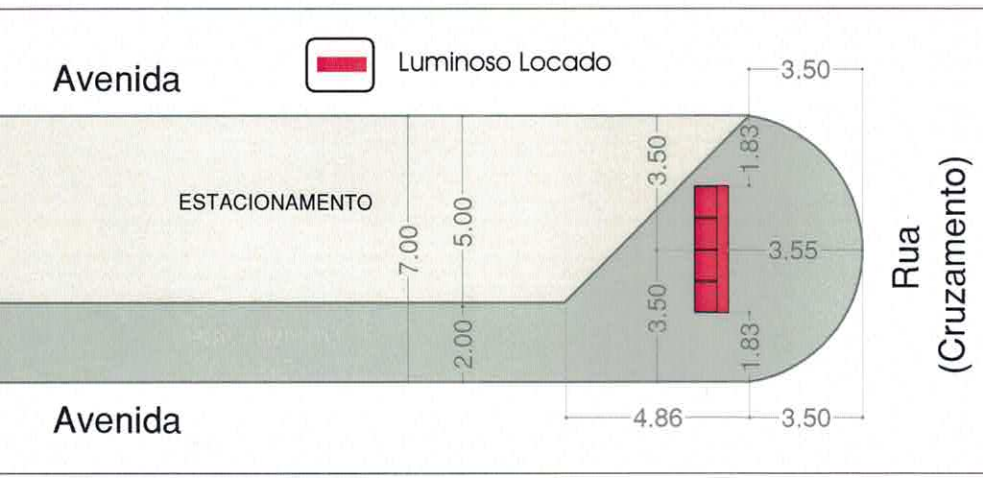 Avenida
Luminoso Locado
3.50
ESTACIONAMENTO
7.00
5.00
3.50
1.83
3,55
Rua
(Cruzamento)
2.00
3.50
1.83
Avenida
4.86
3.50